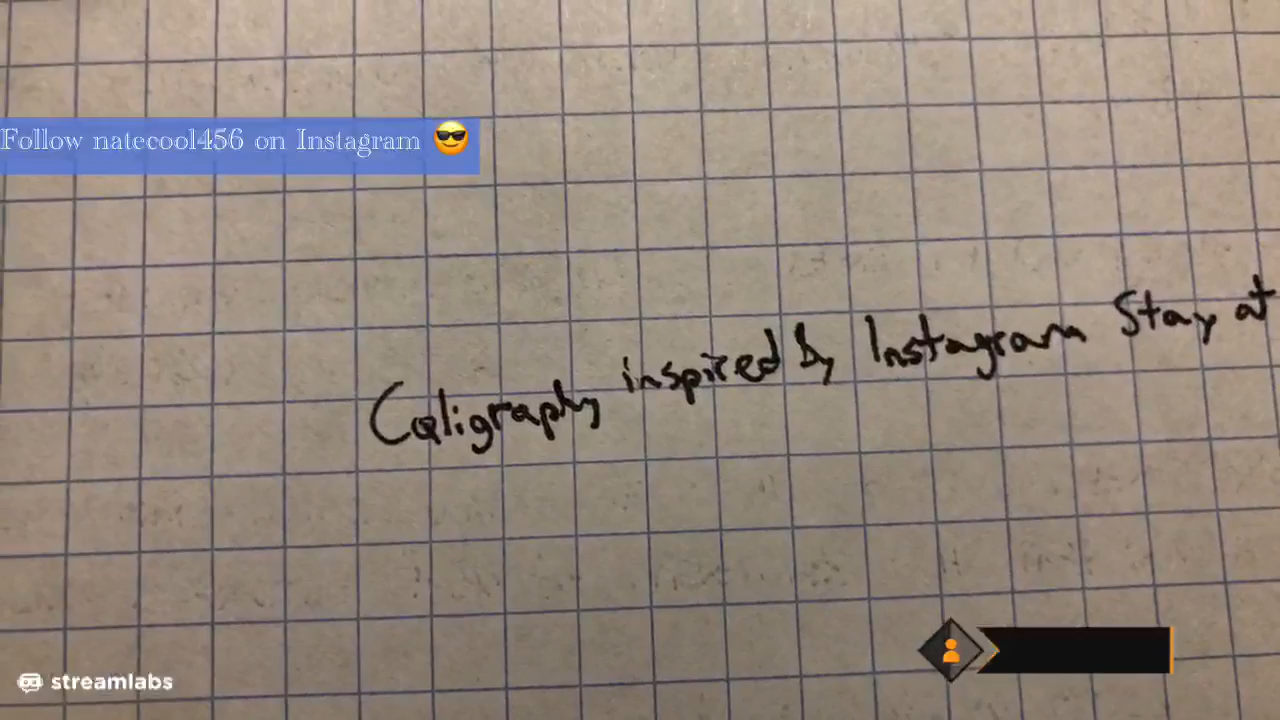 Follow natecool456 on Instagram 😎
Caligraphy inspired by Instagram Stay at
streamlabs